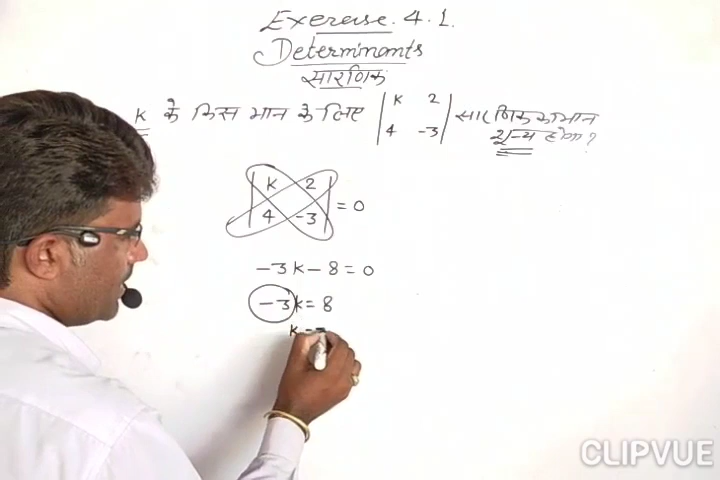 Exercise. 4.1.
Determinants
सारणिक
k के किस मान के लिए | k 2 | सारणिक का मान
| 4 -3 | शून्य होगा?
| k 2 |
| 4 -3 | = 0
-3k - 8 = 0
-3k = 8
k =
CLIPVUE